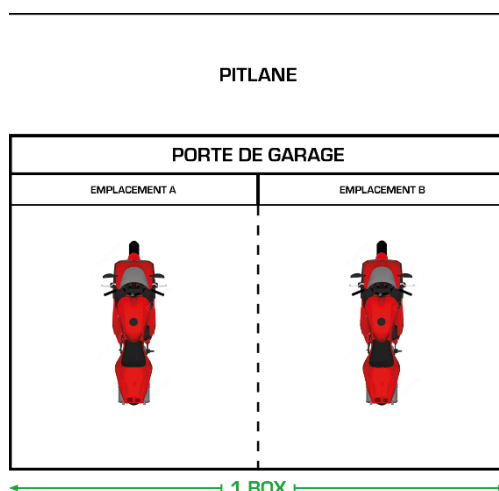 PITLANE
PORTE DE GARAGE
EMPLACEMENT A
EMPLACEMENT B
1 BOX